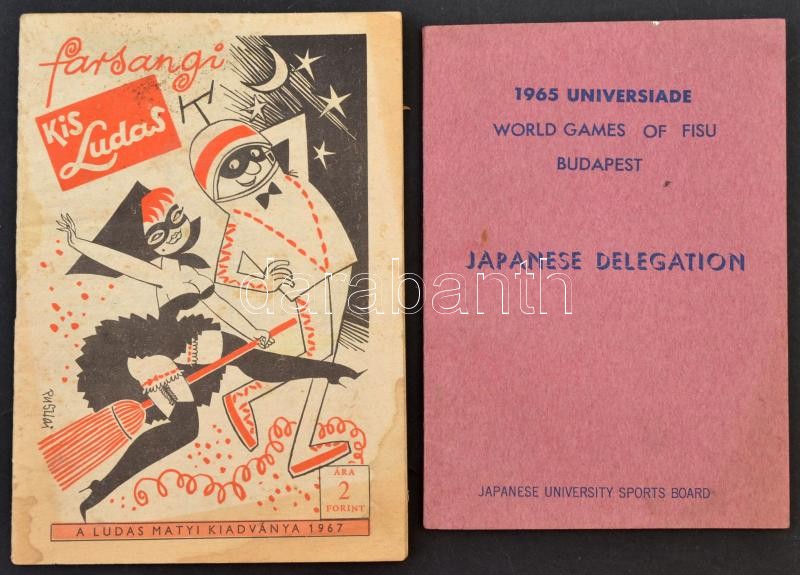 farsangi
Kis
Ludas
Pusztai
ÁRA
2
FORINT
A LUDAS MATYI KIADVÁNYA 1967
1965 UNIVERSIADE
WORLD GAMES OF FISU
BUDAPEST
JAPANESE DELEGATION
JAPANESE UNIVERSITY SPORTS BOARD
darabanth